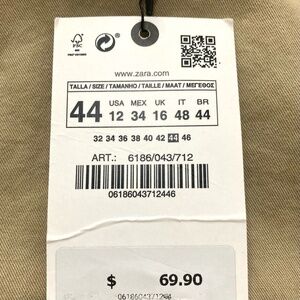 FSC
www.zara.com
TALLA / SIZE / TAMANHO / TAILLE / MAAT / ΜΕΓΕΘΟΣ
44 USA MEX UK IT BR
12 34 16 48 44
32 34 36 38 40 42 44 46
ART.: 6186/043/712
06186043712446
$ 69.90